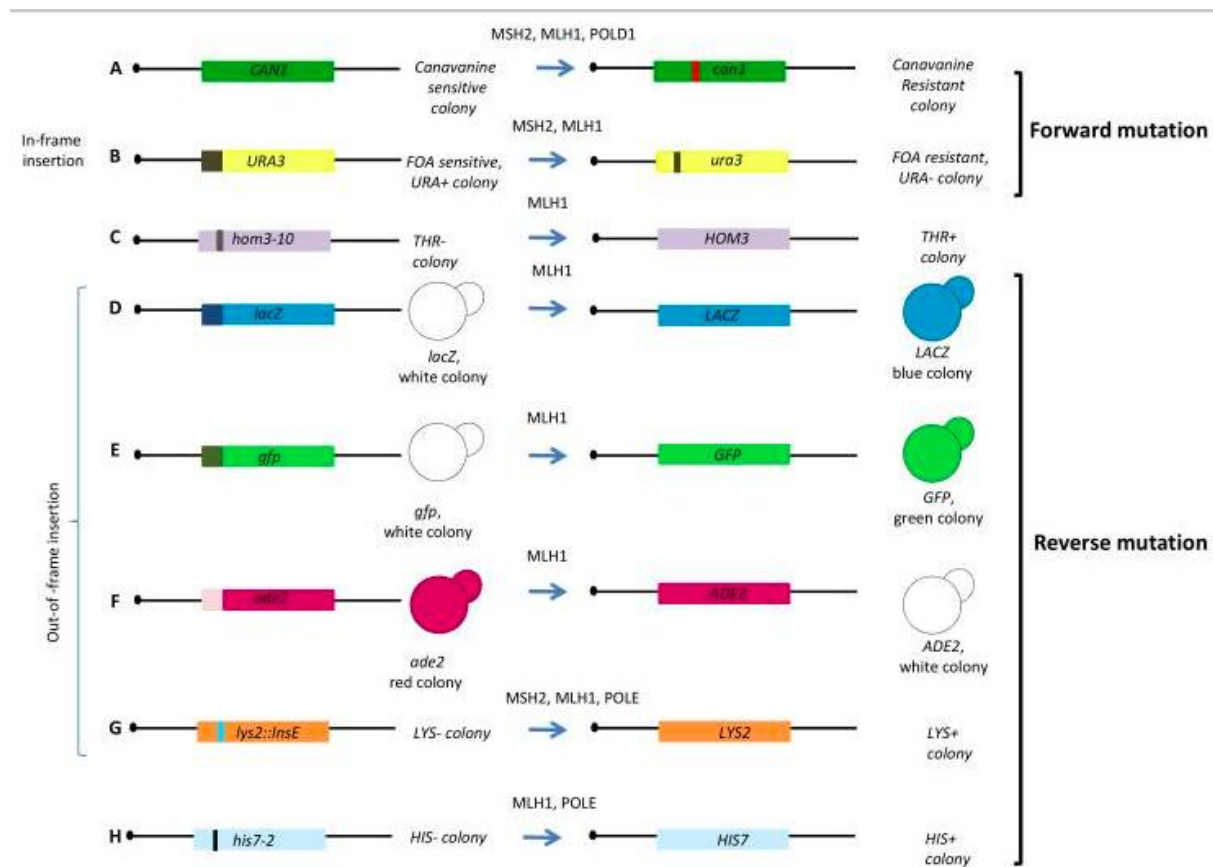 MSH2, MLH1, POLD1
A
CAN1
Canavanine
sensitive
colony
can1
Canavanine
Resistant
colony
Forward mutation
In-frame
insertion
MSH2, MLH1
B
URA3
FOA sensitive,
URA+ colony
ura3
FOA resistant,
URA- colony
MLH1
C
hom3-10
THR-
colony
HOM3
THR+
colony
MLH1
D
lacZ
lacZ,
white colony
LACZ
LACZ
blue colony
MLH1
E
gfp
gfp,
white colony
GFP
GFP,
green colony
Out-of -frame insertion
Reverse mutation
MLH1
F
ade2
ade2
red colony
ADE2
ADE2,
white colony
MSH2, MLH1, POLE
G
lys2::InsE
LYS- colony
LYS2
LYS+
colony
MLH1, POLE
H
his7-2
HIS- colony
HIS7
HIS+
colony